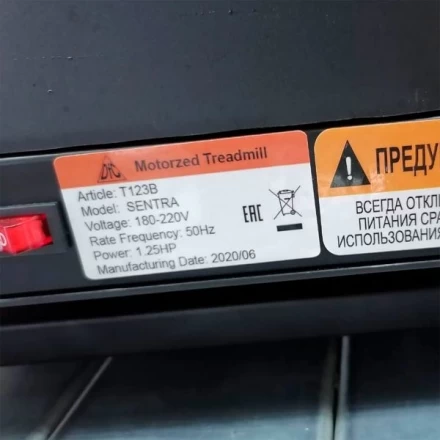 Motorzed Treadmill
Article: T123B
Model: SENTRA
Voltage: 180-220V
Rate Frequency: 50Hz
Power: 1.25HP
Manufacturing Date: 2020/06
EAC
ПРЕДУ
ВСЕГДА ОТКЛ
ПИТАНИЯ СРА
ИСПОЛЬЗОВАНИЯ